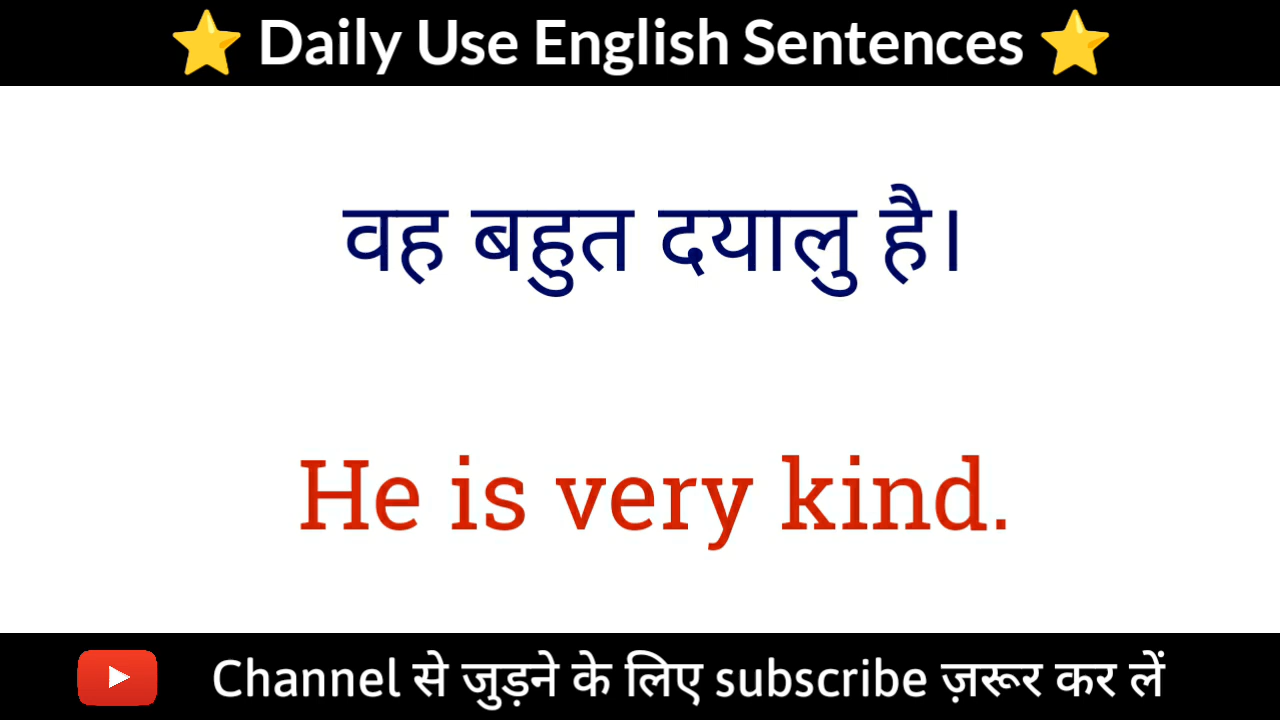 ⭐ Daily Use English Sentences ⭐
वह बहुत दयालु है।
He is very kind.
Channel से जुड़ने के लिए subscribe ज़रूर कर लें